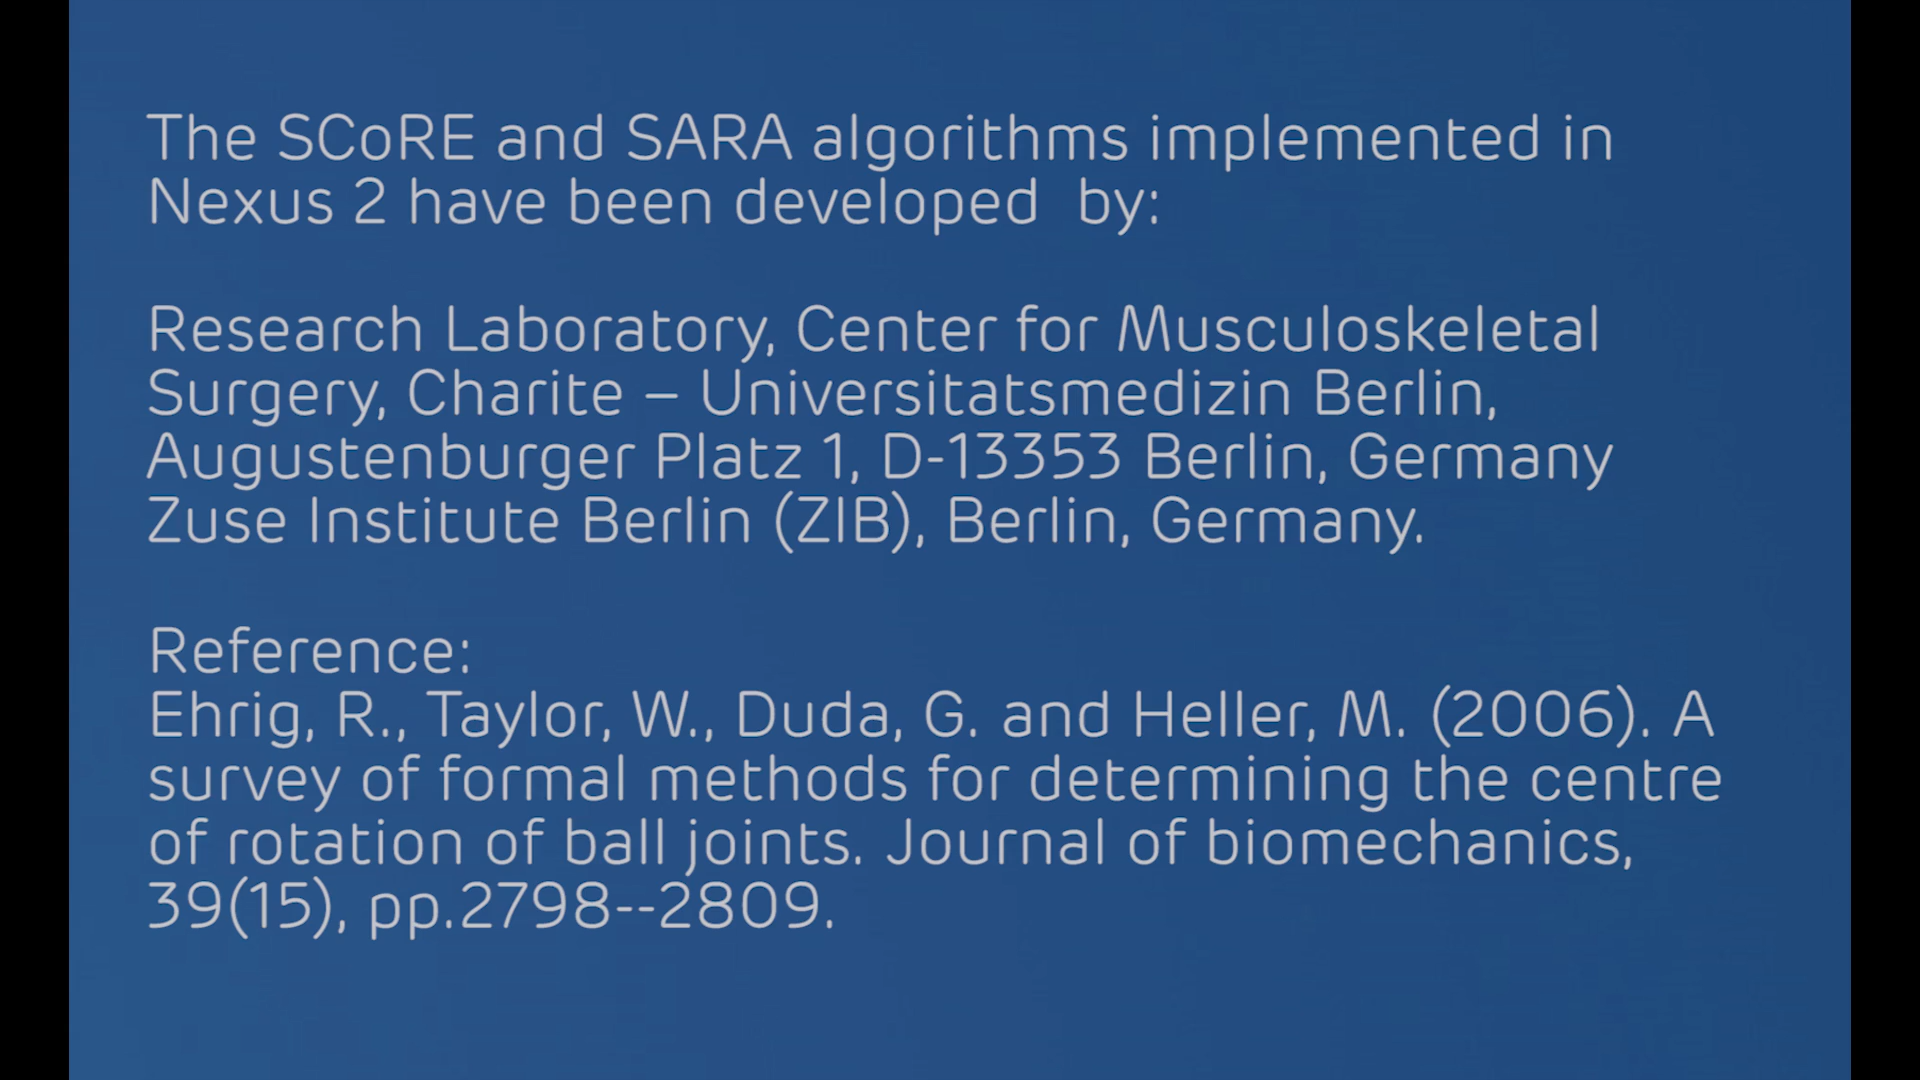 The SCoRE and SARA algorithms implemented in
Nexus 2 have been developed  by:
Research Laboratory, Center for Musculoskeletal
Surgery, Charite – Universitatsmedizin Berlin,
Augustenburger Platz 1, D-13353 Berlin, Germany
Zuse Institute Berlin (ZIB), Berlin, Germany.
Reference:
Ehrig, R., Taylor, W., Duda, G. and Heller, M. (2006). A
survey of formal methods for determining the centre
of rotation of ball joints. Journal of biomechanics,
39(15), pp.2798--2809.